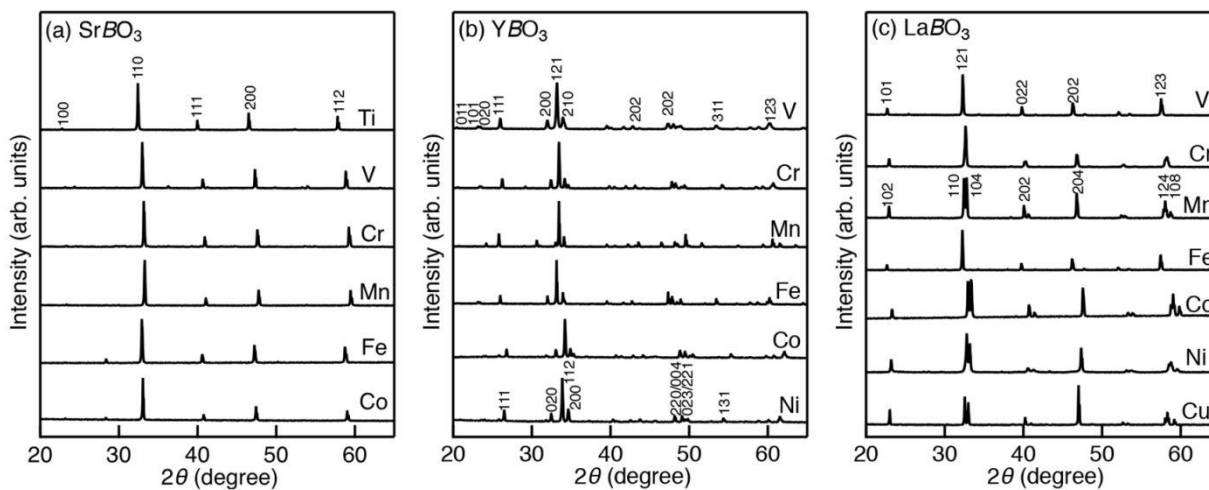 (a) SrBO3
110
100
111
200
112
Ti
V
Cr
Mn
Fe
Co
Intensity (arb. units)
20 30 40 50 60
2θ (degree)
(b) YBO3
121
011
101
020
111
200
210
202
202
311
123
V
Cr
Mn
Fe
Co
111
020
112
200
220/004
023/221
131
Ni
Intensity (arb. units)
20 30 40 50 60
2θ (degree)
(c) LaBO3
121
101
022
202
123
V
Cr
102
110
104
202
204
124
108
Mn
Fe
Co
Ni
Cu
Intensity (arb. units)
20 30 40 50 60
2θ (degree)